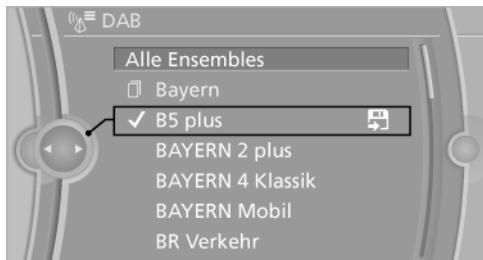 DAB
Alle Ensembles
Bayern
B5 plus
BAYERN 2 plus
BAYERN 4 Klassik
BAYERN Mobil
BR Verkehr